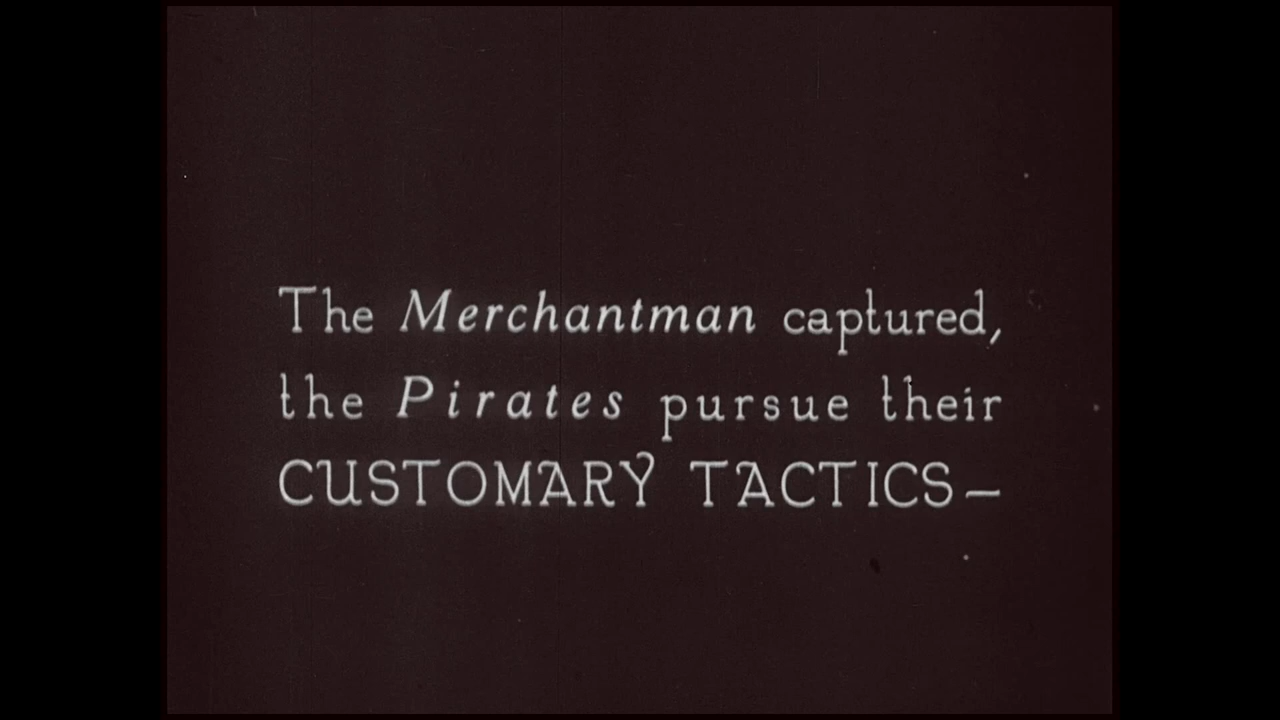 The Merchantman captured,
the Pirates pursue their
CUSTOMARY TACTICS–